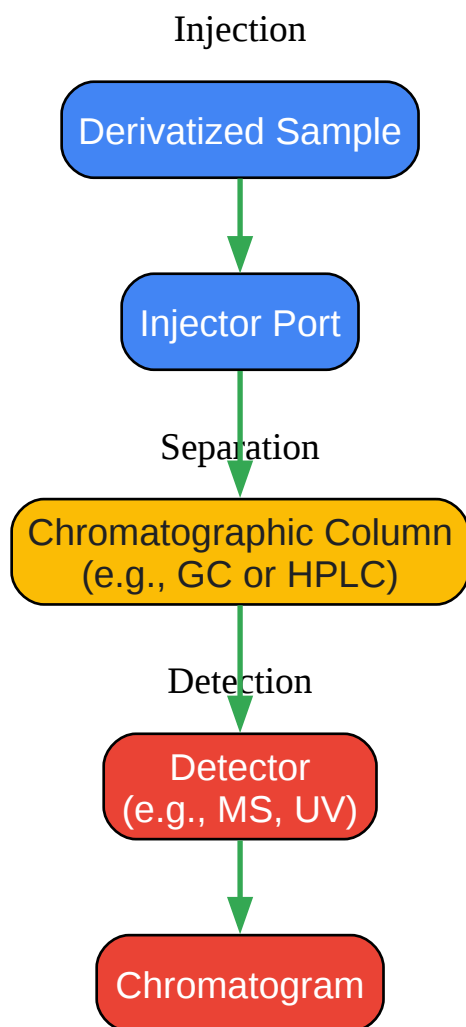 Injection
Derivatized Sample
Injector Port
Separation
Chromatographic Column
(e.g., GC or HPLC)
Detection
Detector
(e.g., MS, UV)
Chromatogram